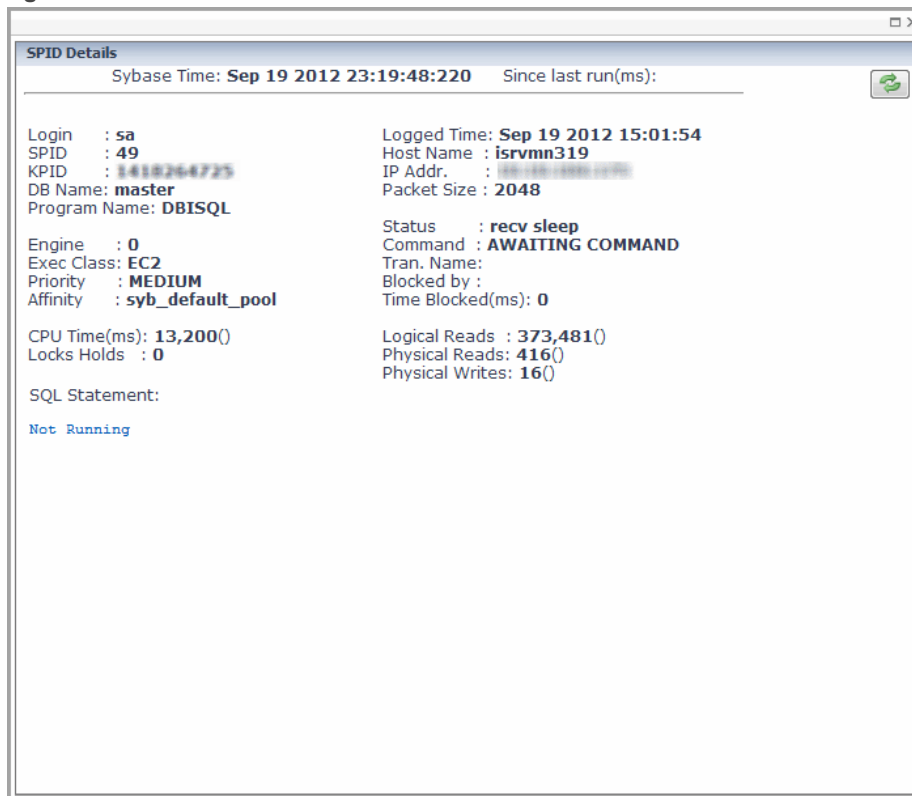 SPID Details
Sybase Time: Sep 19 2012 23:19:48:220 Since last run(ms):
Login : sa
SPID : 49
KPID :
DB Name: master
Program Name: DBISQL
Engine : 0
Exec Class: EC2
Priority : MEDIUM
Affinity : syb_default_pool
CPU Time(ms): 13,200()
Locks Holds : 0
Logged Time: Sep 19 2012 15:01:54
Host Name : isrvmn319
IP Addr. :
Packet Size : 2048
Status : recv sleep
Command : AWAITING COMMAND
Tran. Name:
Blocked by :
Time Blocked(ms): 0
Logical Reads : 373,481()
Physical Reads: 416()
Physical Writes: 16()
SQL Statement:
Not Running